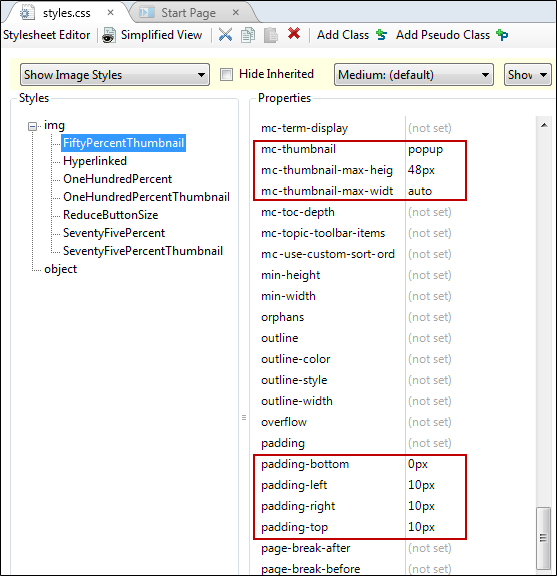 styles.css Start Page
Stylesheet Editor Simplified View Add Class Add Pseudo Class
Show Image Styles Hide Inherited Medium: (default) Show
Styles
img
FiftyPercentThumbnail
Hyperlinked
OneHundredPercent
OneHundredPercentThumbnail
ReduceButtonSize
SeventyFivePercent
SeventyFivePercentThumbnail
object
Properties
mc-term-display (not set)
mc-thumbnail popup
mc-thumbnail-max-heig 48px
mc-thumbnail-max-widt auto
mc-toc-depth (not set)
mc-topic-toolbar-items (not set)
mc-use-custom-sort-ord (not set)
min-height (not set)
min-width (not set)
orphans (not set)
outline (not set)
outline-color (not set)
outline-style (not set)
outline-width (not set)
overflow (not set)
padding (not set)
padding-bottom 0px
padding-left 10px
padding-right 10px
padding-top 10px
page-break-after (not set)
page-break-before (not set)